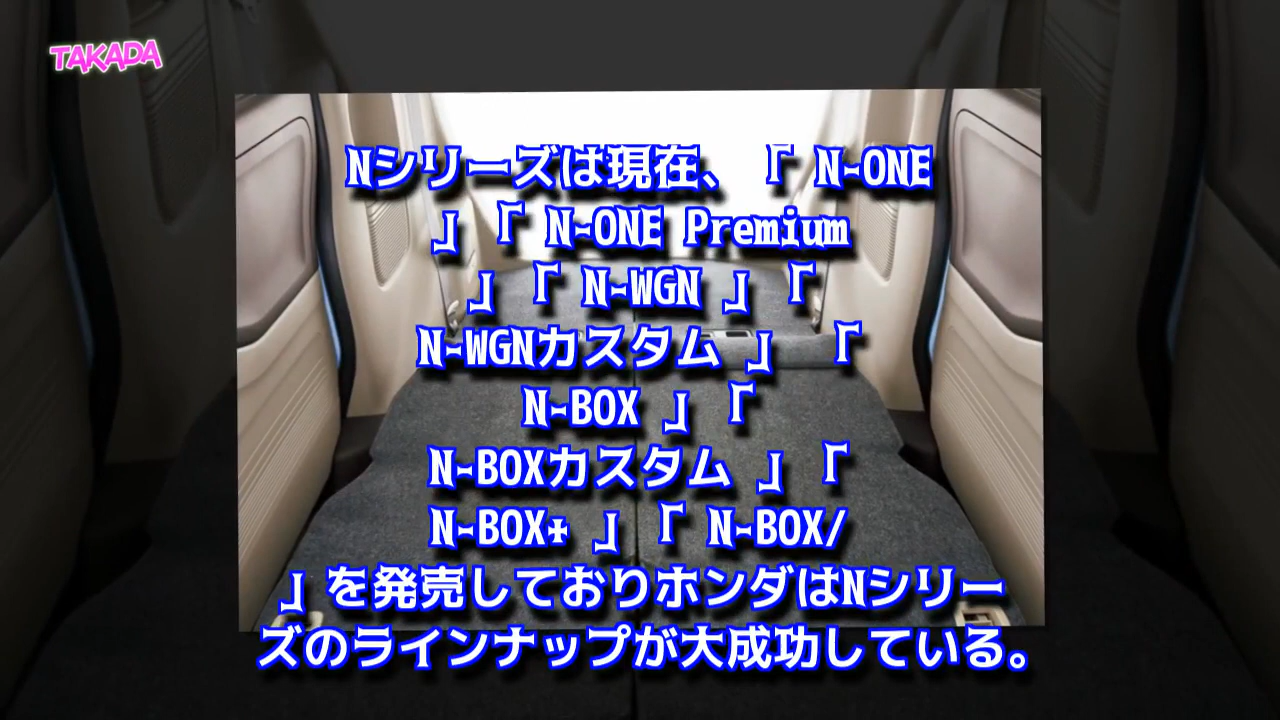 TAKADA
Nシリーズは現在、「 N-ONE
」「 N-ONE Premium
」「 N-WGN 」「
N-WGNカスタム 」 「
N-BOX 」「
N-BOXカスタム 」「
N-BOX+ 」「 N-BOX/
」を発売しておりホンダはNシリー
ズのラインナップが大成功している。